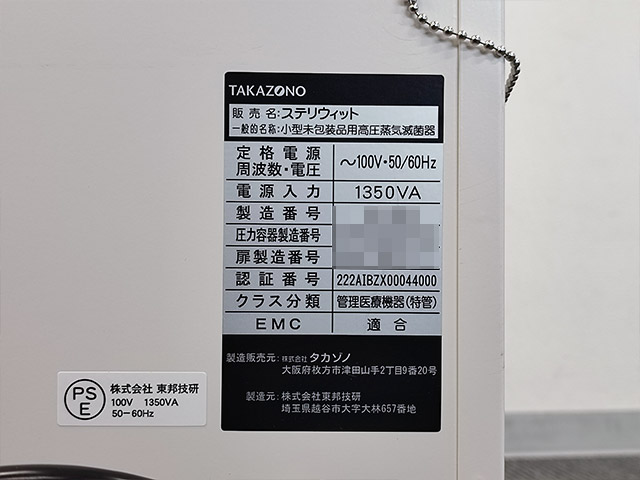 TAKAZONO
販売名:ステリウィット
一般的名称:小型未包装品用高圧蒸気滅菌器
定格電源
周波数・電圧
～100V・50/60Hz
電源入力 1350VA
製造番号
圧力容器製造番号
扉製造番号
認証番号 222AIBZX00044000
クラス分類 管理医療機器(特管)
EMC 適合
製造販売元: 株式会社 タカゾノ
大阪府枚方市津田山手2丁目9番20号
製造元: 株式会社 東邦技研
埼玉県越谷市大字大林657番地
PS
E
株式会社 東邦技研
100V 1350VA
50-60Hz